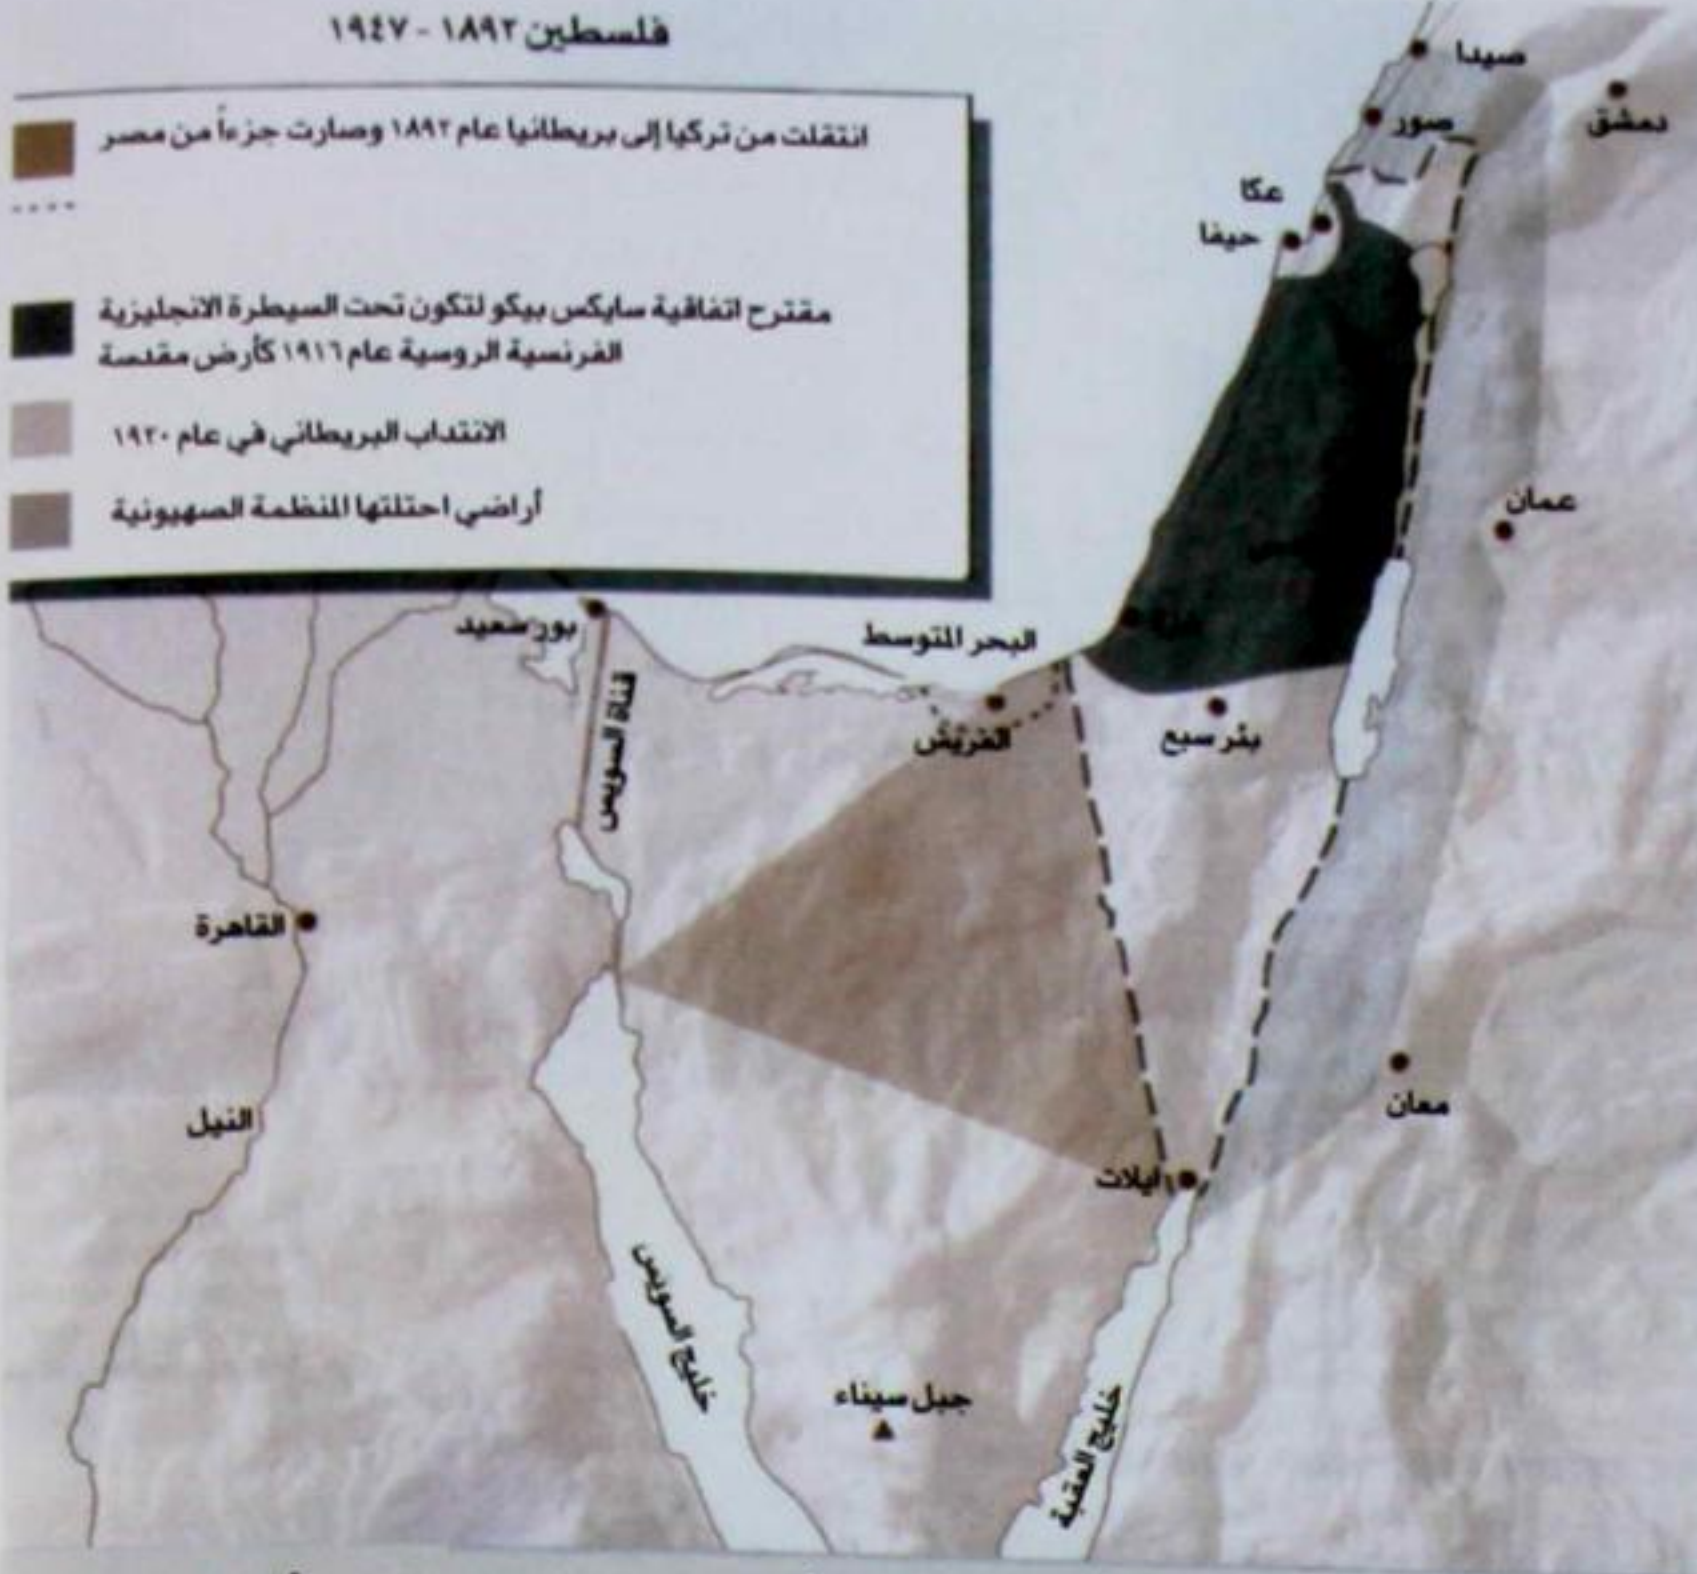 فلسطين ١٨٩٢ - ١٩٤٧
انتقلت من تركيا إلى بريطانيا عام ١٨٩٢ وصارت جزءاً من مصر
مقترح اتفاقية سايكس بيكو لتكون تحت السيطرة الانجليزية
الفرنسية الروسية عام ١٩١٦ كأرض مقدسة
الانتداب البريطاني في عام ١٩٢٠
أراضي احتلتها المنظمة الصهيونية
صيدا
دمشق
صور
عكا
حيفا
عمان
البحر المتوسط
بور سعيد
قناة السويس
العريش
بئر سبع
القاهرة
معان
النيل
ايلات
خليج السويس
جبل سيناء
خليج العقبة